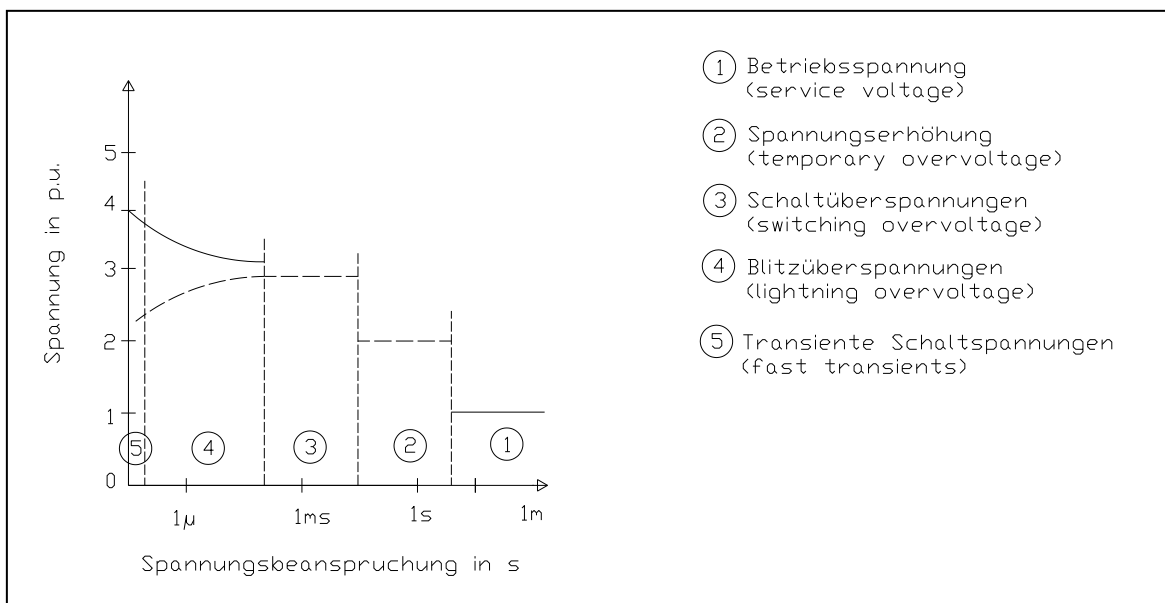 Spannung in p.u.
5
4
3
2
1
0
5
4
3
2
1
1µ
1ms
1s
1m
Spannungsbeanspruchung in s
1 Betriebsspannung
(service voltage)
2 Spannungserhöhung
(temporary overvoltage)
3 Schaltüberspannungen
(switching overvoltage)
4 Blitzüberspannungen
(lightning overvoltage)
5 Transiente Schaltspannungen
(fast transients)